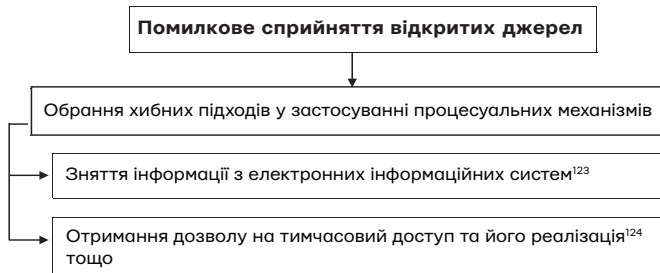 Помилкове сприйняття відкритих джерел
Обрання хибних підходів у застосуванні процесуальних механізмів
Зняття інформації з електронних інформаційних систем¹²³
Отримання дозволу на тимчасовий доступ та його реалізація¹²⁴
тощо